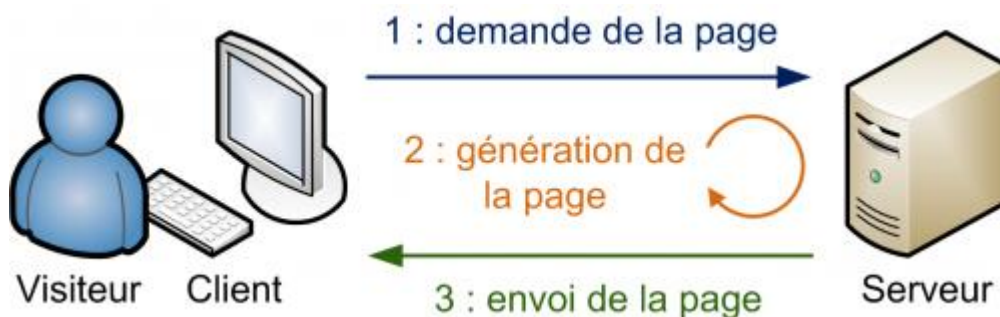 1 : demande de la page
2 : génération de
la page
3 : envoi de la page
Visiteur
Client
Serveur